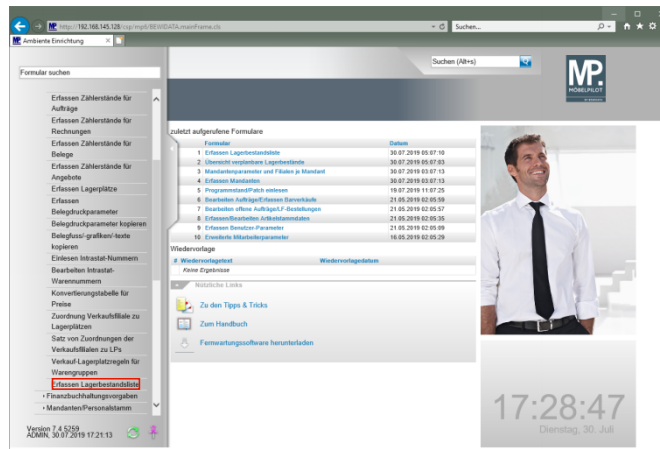 http://192.168.145.128/csp/mp6/BEWIDATA.mainFrame.cls
Suchen...
Ambiente Einrichtung
Suchen (Alt+s)
MP.
MÖBELPILOT
Formular suchen
Erfassen Zählerstände für
Aufträge
Erfassen Zählerstände für
Rechnungen
Erfassen Zählerstände für
Belege
Erfassen Zählerstände für
Angebote
Erfassen Lagerplätze
Erfassen
Belegdruckparameter
Belegdruckparameter kopieren
Belegfuss/-grafiken/-texte
kopieren
Einlesen Intrastat-Nummern
Bearbeiten Intrastat-
Warennummern
Konvertierungstabelle für
Preise
Zuordnung Verkaufsfiliale zu
Lagerplätzen
Satz von Zuordnungen der
Verkaufsfilialen zu LPs
Verkauf-Lagerplatzregeln für
Warengruppen
Erfassen Lagerbestandsliste
Finanzbuchhaltungsvorgaben
Mandanten/Personalstamm
Version 7.4.5259
ADMIN, 30.07.2019 17:21:13
zuletzt aufgerufene Formulare
Formular Datum
1 Erfassen Lagerbestandsliste 30.07.2019 05:07:10
2 Übersicht verplanbare Lagerbestände 30.07.2019 05:07:03
3 Mandantenparameter und Filialen je Mandant 30.07.2019 03:07:13
4 Erfassen Mandanten 30.07.2019 03:07:13
5 Programmstand/Patch einlesen 19.07.2019 11:07:25
6 Bearbeiten Aufträge/Erfassen Barverkäufe 21.05.2019 02:05:59
7 Bearbeiten offene Aufträge/LF-Bestellungen 21.05.2019 02:05:57
8 Erfassen/Bearbeiten Artikelstammdaten 21.05.2019 02:05:35
9 Erfassen Benutzer-Parameter 21.05.2019 02:05:09
10 Erweiterte Mitarbeiterparameter 16.05.2019 02:05:29
Wiedervorlage
# Wiedervorlagetext Wiedervorlagedatum
Keine Ergebnisse
Nützliche Links
Zu den Tipps & Tricks
Zum Handbuch
Fernwartungssoftware herunterladen
17:28:47
Dienstag, 30. Juli